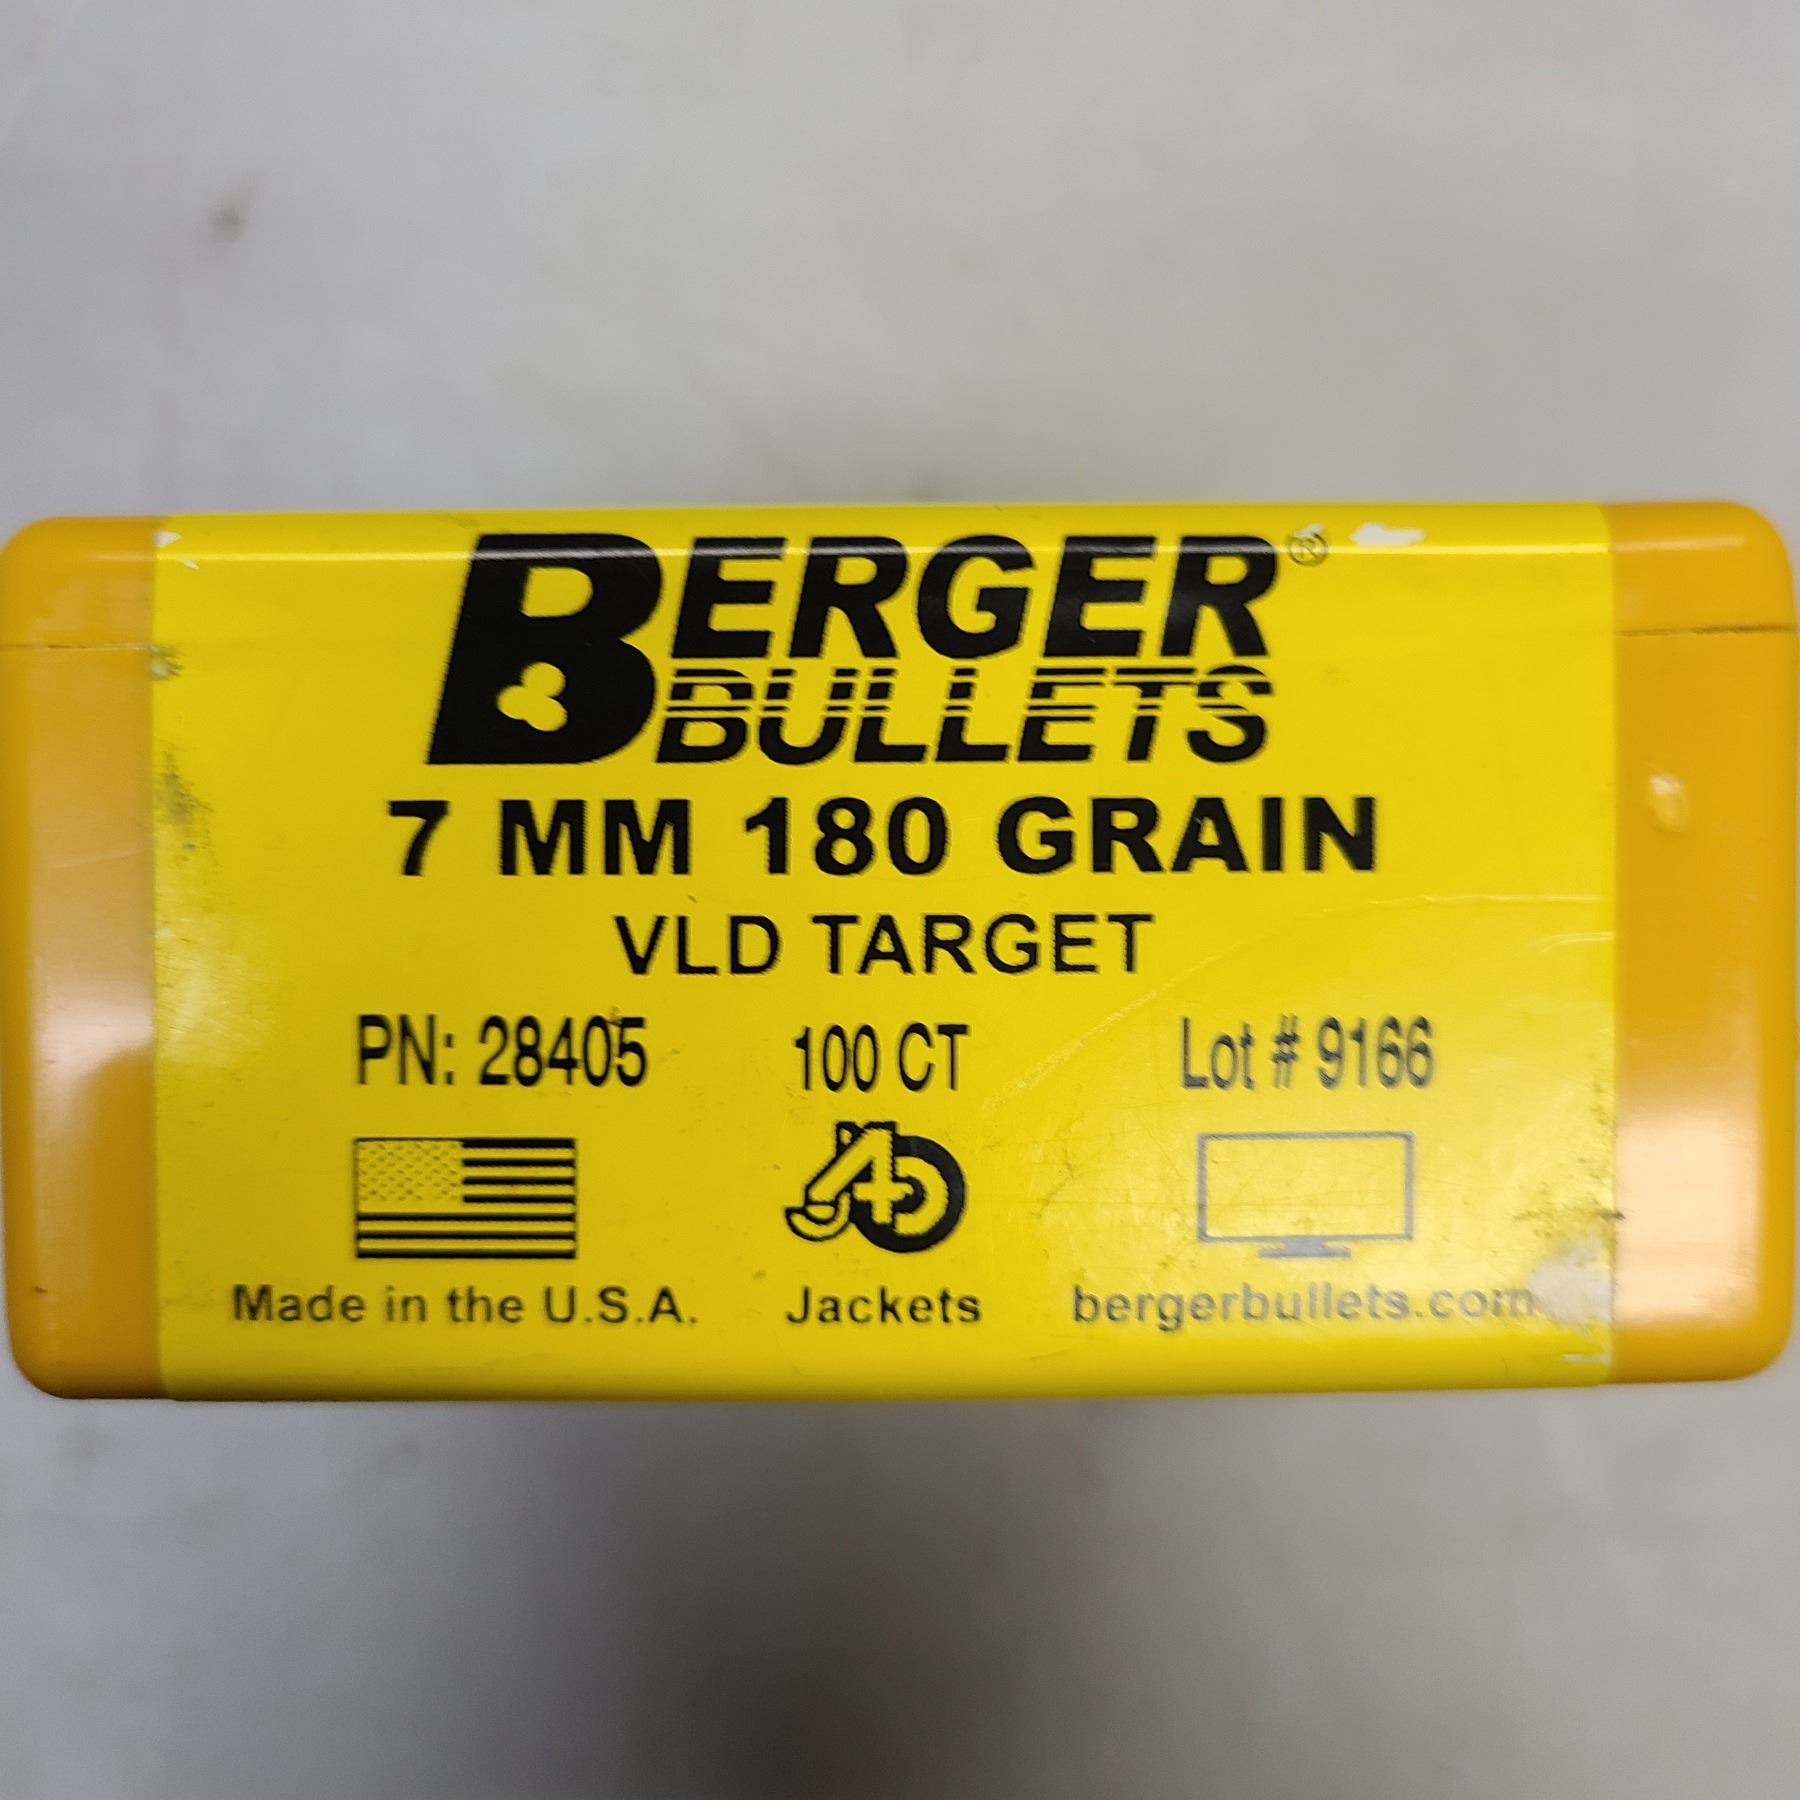 BERGER®
BULLETS
7 MM 180 GRAIN
VLD TARGET
PN: 28405 100 CT Lot # 9166
J4
Made in the U.S.A. Jackets bergerbullets.com